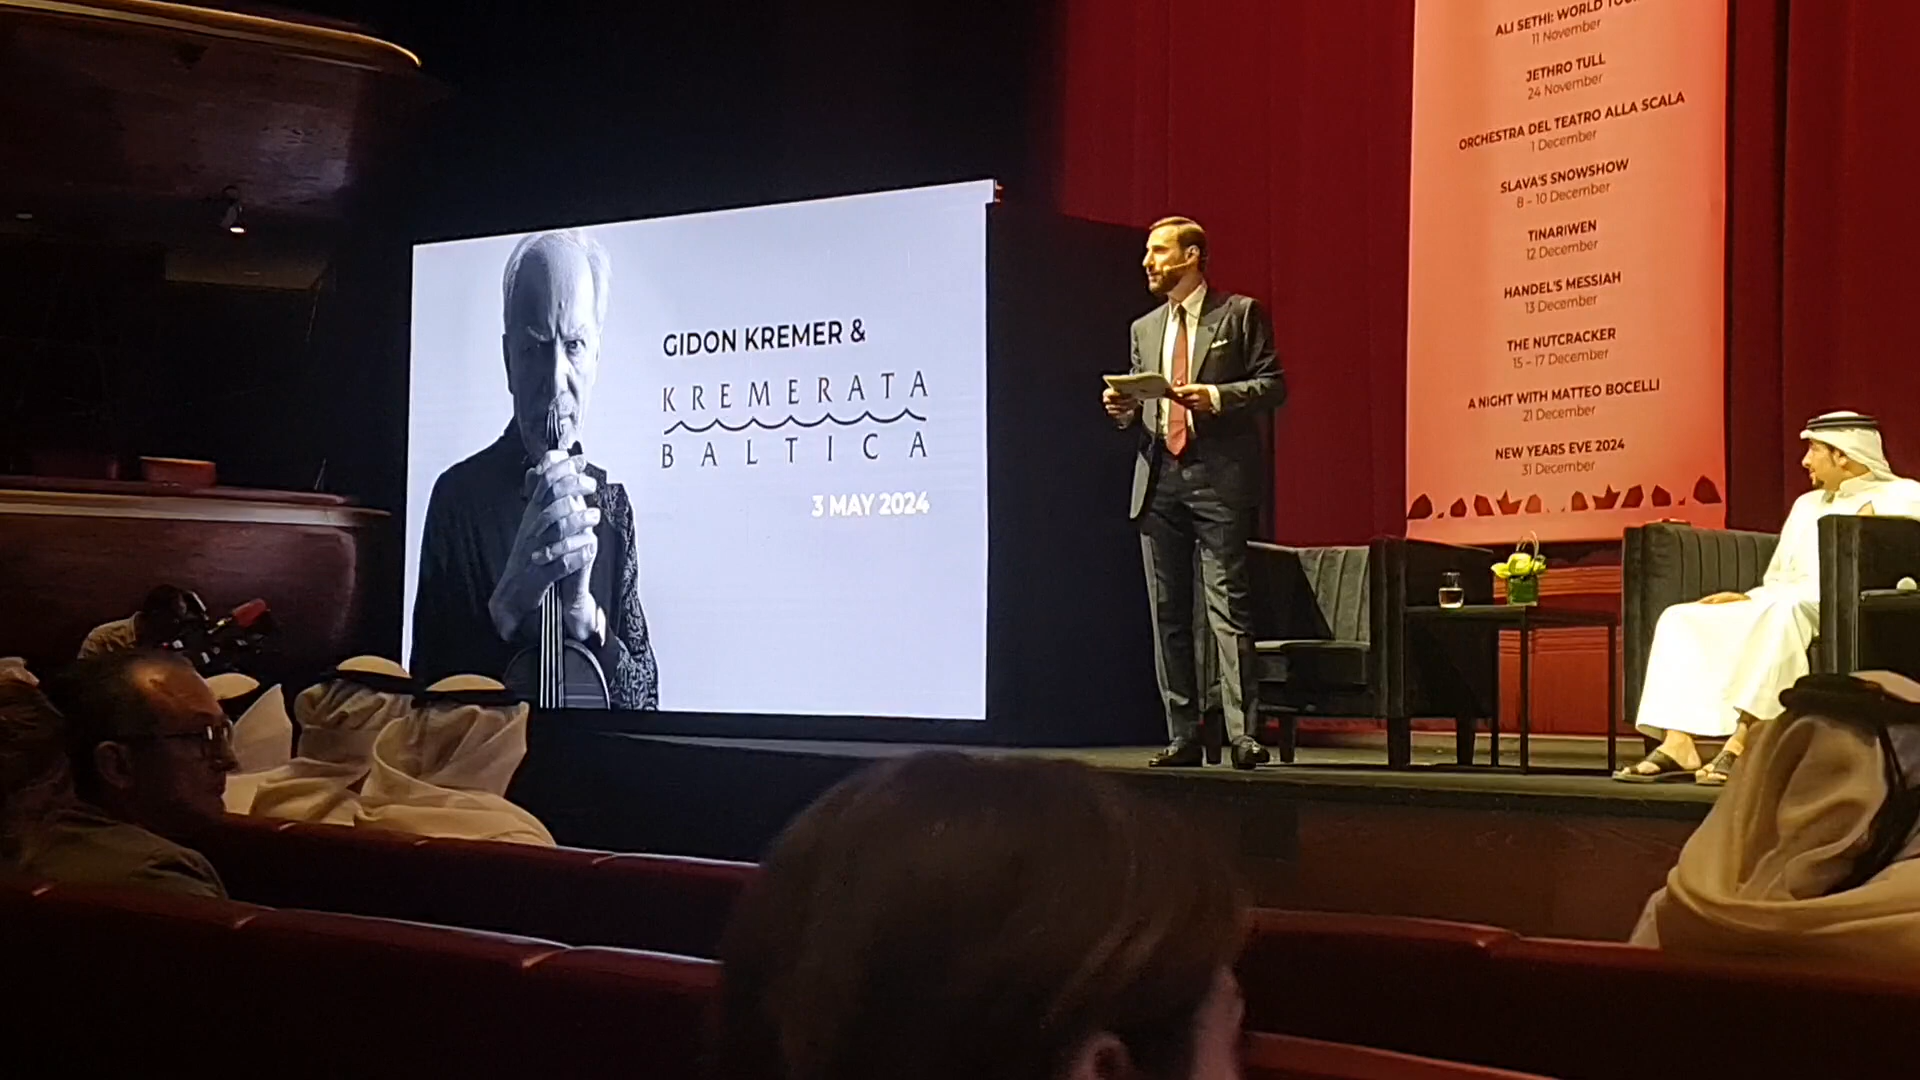 GIDON KREMER &
KREMERATA
BALTICA
3 MAY 2024
ALI SETHI: WORLD TOUR
11 November
JETHRO TULL
24 November
ORCHESTRA DEL TEATRO ALLA SCALA
1 December
SLAVA'S SNOWSHOW
8 – 10 December
TINARIWEN
12 December
HANDEL'S MESSIAH
13 December
THE NUTCRACKER
15 – 17 December
A NIGHT WITH MATTEO BOCELLI
21 December
NEW YEARS EVE 2024
31 December